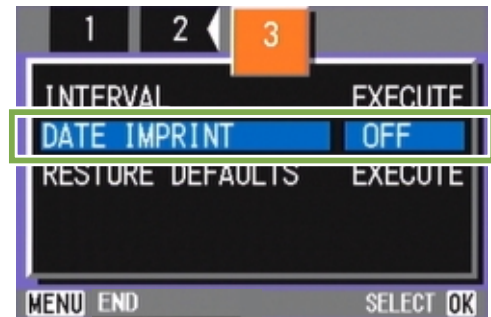 1 2 3
INTERVAL EXECUTE
DATE IMPRINT OFF
RESTORE DEFAULTS EXECUTE
MENU END SELECT OK